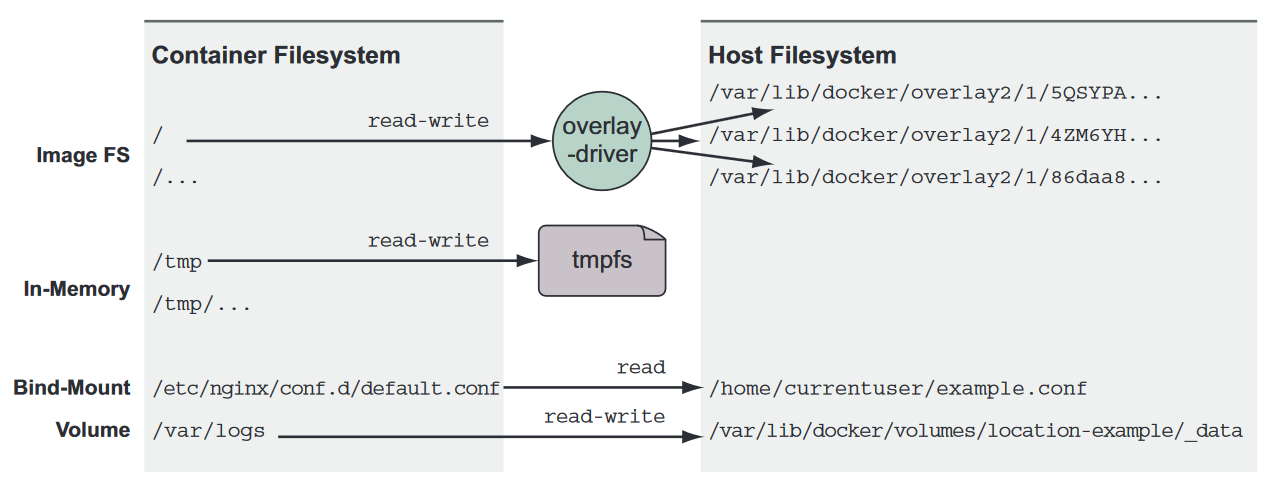 Container Filesystem
Host Filesystem
/var/lib/docker/overlay2/1/5QSYPA...
read-write
overlay
-driver
Image FS
/
/var/lib/docker/overlay2/1/4ZM6YH...
/...
/var/lib/docker/overlay2/1/86daa8...
read-write
tmpfs
In-Memory
/tmp
/tmp/...
read
Bind-Mount
/etc/nginx/conf.d/default.conf
/home/currentuser/example.conf
read-write
Volume
/var/logs
/var/lib/docker/volumes/location-example/_data